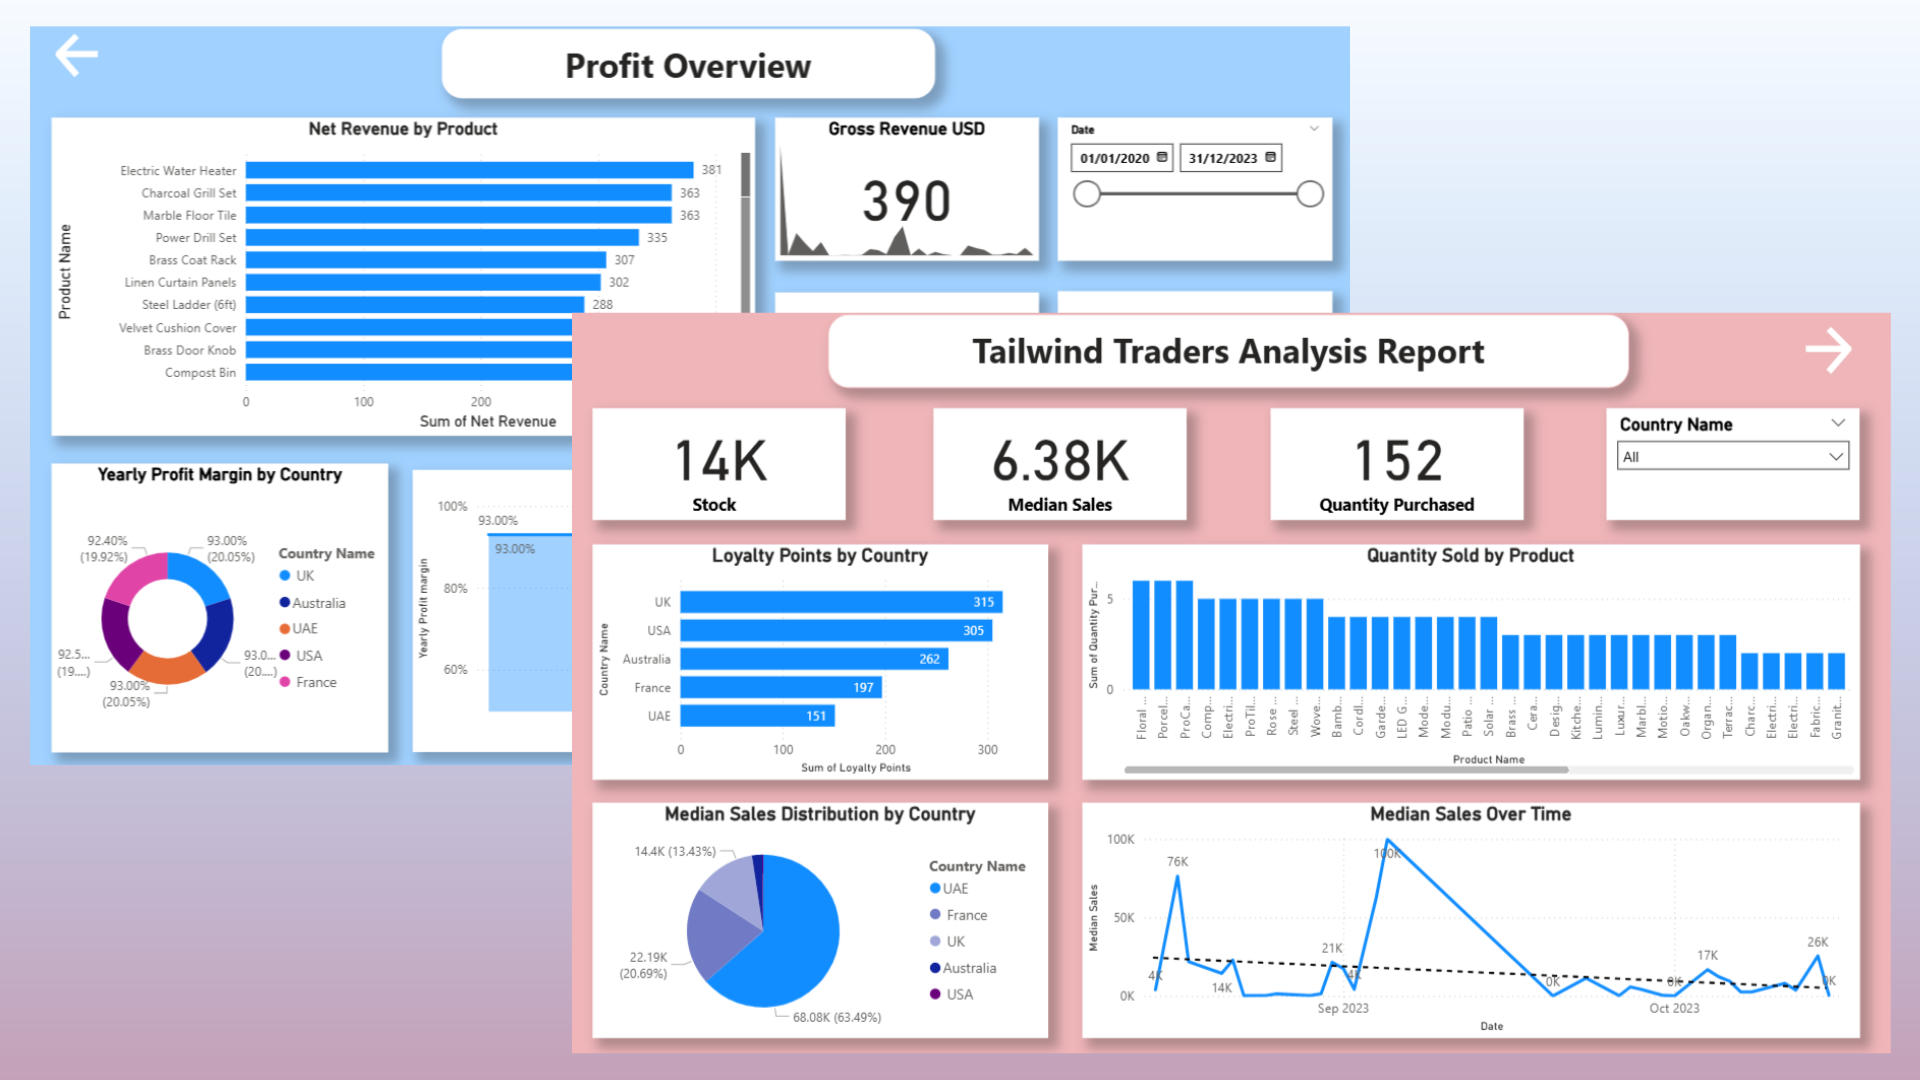 Profit Overview
Net Revenue by Product
Product Name
Electric Water Heater 381
Charcoal Grill Set 363
Marble Floor Tile 363
Power Drill Set 335
Brass Coat Rack 307
Linen Curtain Panels 302
Steel Ladder (6ft) 288
Velvet Cushion Cover
Brass Door Knob
Compost Bin
0 100 200
Sum of Net Revenue
Gross Revenue USD
390
Date
01/01/2020 31/12/2023
Yearly Profit Margin by Country
92.40%
(19.92%)
93.00%
(20.05%)
92.5...
(19....)
93.0...
(20....)
93.00%
(20.05%)
Country Name
UK
Australia
UAE
USA
France
Yearly Profit margin
100%
80%
60%
93.00%
93.00%
Tailwind Traders Analysis Report
14K
Stock
6.38K
Median Sales
152
Quantity Purchased
Country Name
All
Loyalty Points by Country
Country Name
UK 315
USA 305
Australia 262
France 197
UAE 151
0 100 200 300
Sum of Loyalty Points
Quantity Sold by Product
Sum of Quantity Pur...
5
0
Floral ...
Porcel...
ProCa...
Comp...
Electri...
ProTil...
Rose ...
Steel ...
Wove...
Bamb...
Cordl...
Garde...
LED G...
Mode...
Modu...
Patio ...
Solar ...
Brass ...
Cera...
Desig...
Kitche...
Lumin...
Luxur...
Marbl...
Motio...
Oakw...
Organ...
Terrac...
Charc...
Electri...
Electri...
Fabric...
Granit...
Product Name
Median Sales Distribution by Country
14.4K (13.43%)
22.19K
(20.69%)
68.08K (63.49%)
Country Name
UAE
France
UK
Australia
USA
Median Sales Over Time
Median Sales
100K
50K
0K
4K
76K
14K
21K
4K
100K
0K
0K
17K
26K
0K
Sep 2023 Oct 2023
Date